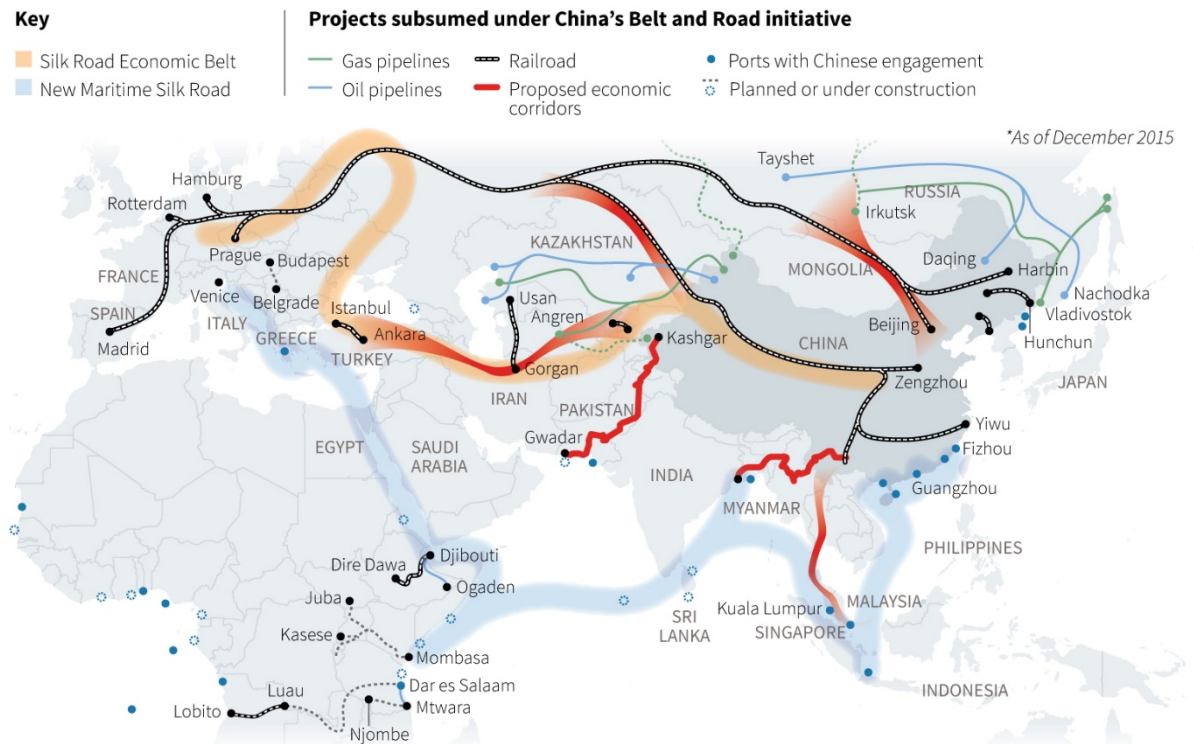 Key
Silk Road Economic Belt
New Maritime Silk Road
Projects subsumed under China's Belt and Road initiative
Gas pipelines
Oil pipelines
Railroad
Proposed economic
corridors
Ports with Chinese engagement
Planned or under construction
*As of December 2015
Tayshet
Hamburg
RUSSIA
Rotterdam
Irkutsk
KAZAKHSTAN
Prague
Budapest
MONGOLIA
Daqing
Harbin
FRANCE
Venice
Belgrade
Usan
Nachodka
SPAIN
ITALY
Istanbul
Angren
Vladivostok
Madrid
GREECE
Ankara
Kashgar
Beijing
CHINA
Hunchun
TURKEY
Gorgan
Zengzhou
JAPAN
IRAN
PAKISTAN
Yiwu
Gwadar
Fizhou
EGYPT
SAUDI
ARABIA
INDIA
Guangzhou
MYANMAR
PHILIPPINES
Djibouti
Dire Dawa
Ogaden
Juba
SRI
LANKA
Kuala Lumpur
MALAYSIA
SINGAPORE
Kasese
Mombasa
Luau
Dar es Salaam
INDONESIA
Lobito
Mtwara
Njombe